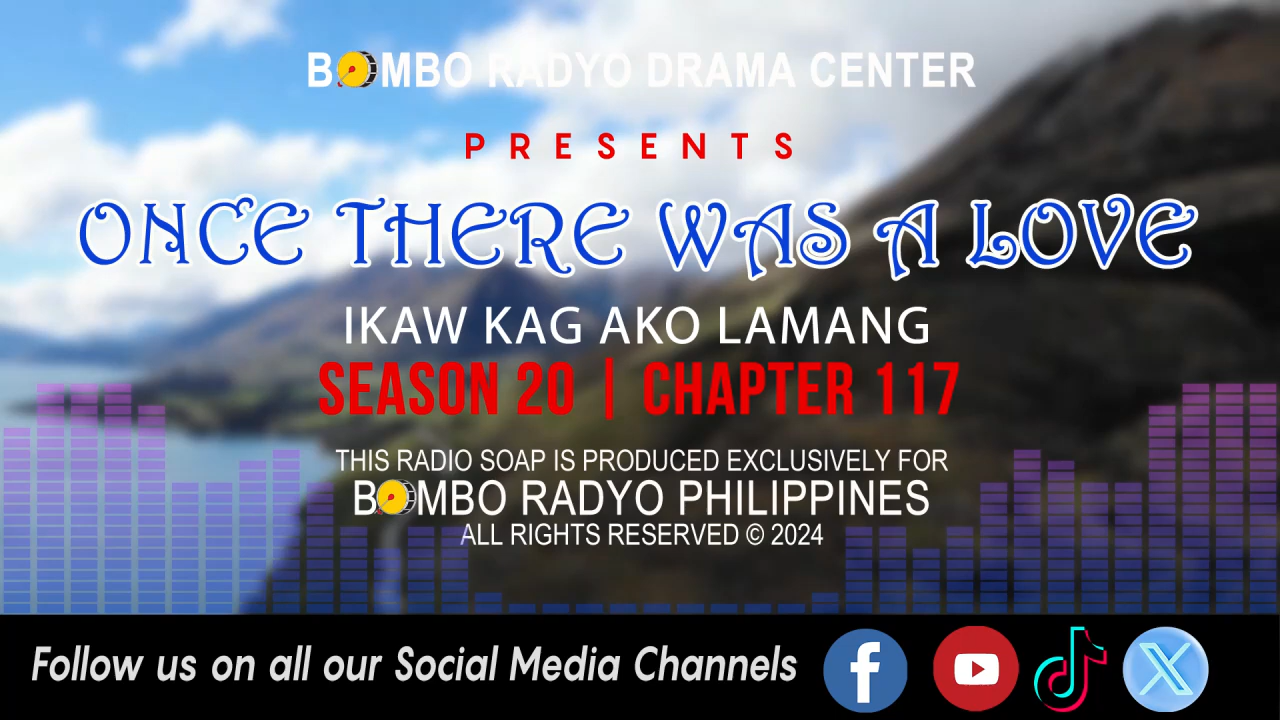 BOMBO RADYO DRAMA CENTER
PRESENTS
ONCE THERE WAS A LOVE
IKAW KAG AKO LAMANG
SEASON 20 | CHAPTER 117
THIS RADIO SOAP IS PRODUCED EXCLUSIVELY FOR
BOMBO RADYO PHILIPPINES
ALL RIGHTS RESERVED © 2024
Follow us on all our Social Media Channels